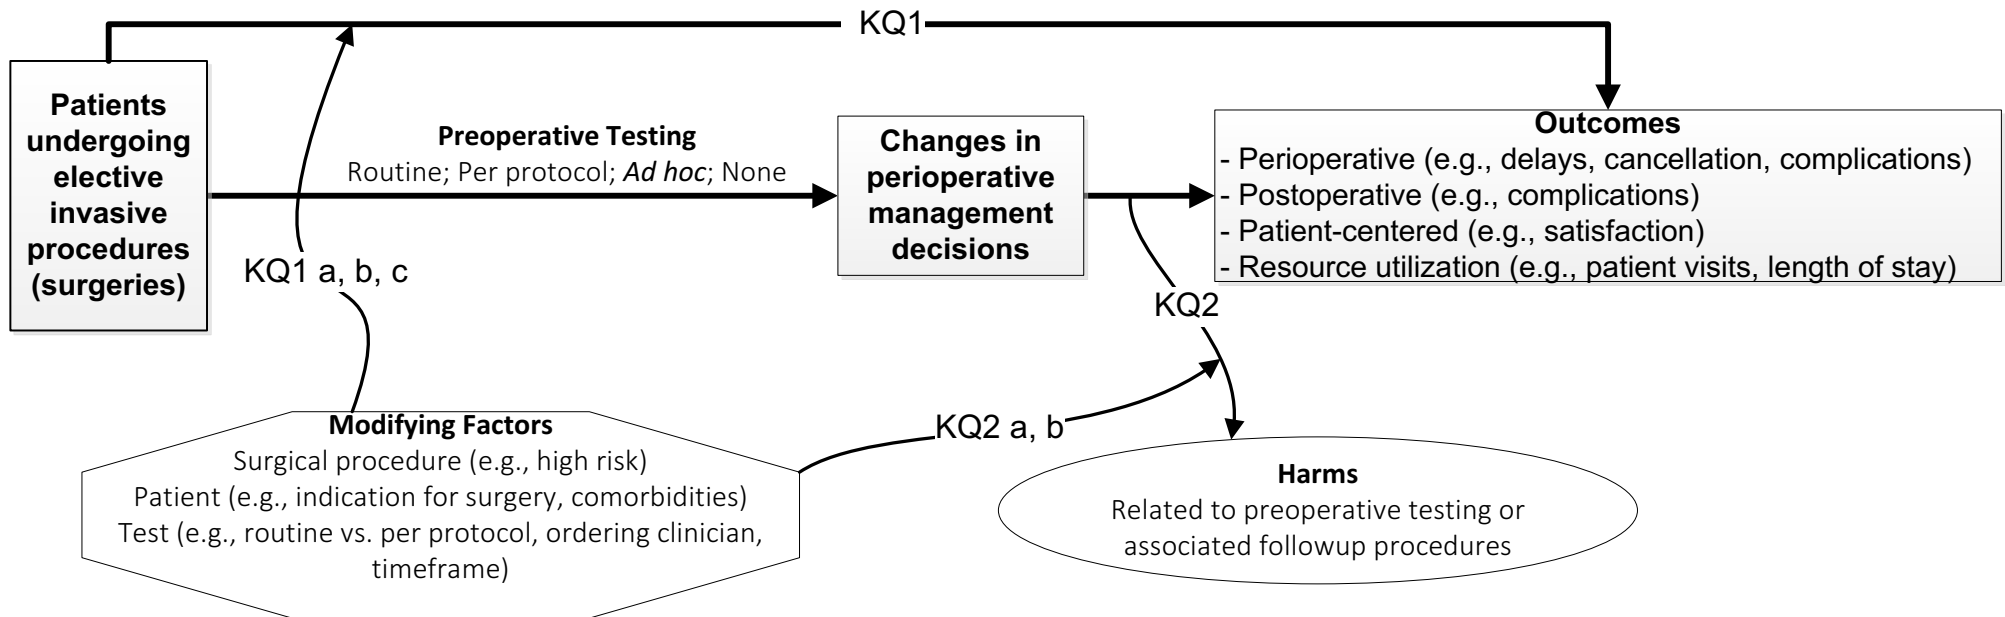 KQ1
Patients
undergoing
elective
invasive
procedures
(surgeries)
Preoperative Testing
Routine; Per protocol; Ad hoc; None
Changes in
perioperative
management
decisions
Outcomes
- Perioperative (e.g., delays, cancellation, complications)
- Postoperative (e.g., complications)
- Patient-centered (e.g., satisfaction)
- Resource utilization (e.g., patient visits, length of stay)
KQ1 a, b, c
KQ2
Modifying Factors
Surgical procedure (e.g., high risk)
Patient (e.g., indication for surgery, comorbidities)
Test (e.g., routine vs. per protocol, ordering clinician,
timeframe)
KQ2 a, b
Harms
Related to preoperative testing or
associated followup procedures